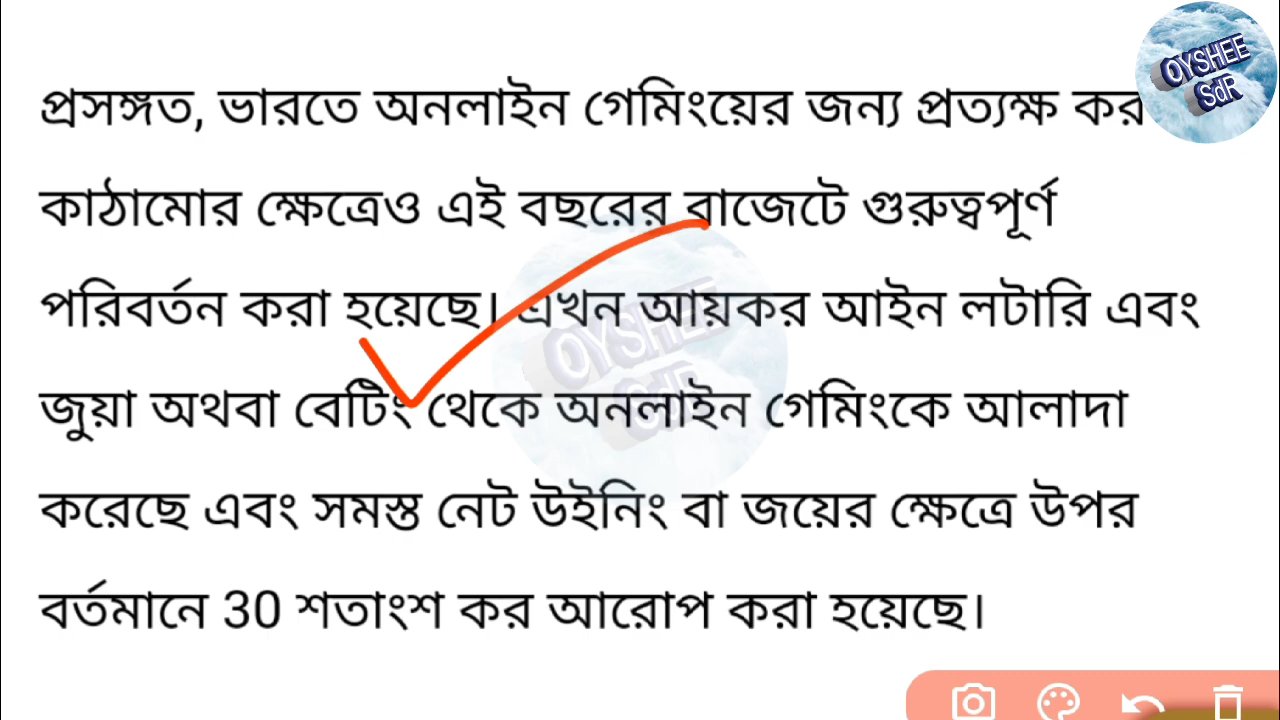 OYSHEE
SdR
প্রসঙ্গত, ভারতে অনলাইন গেমিংয়ের জন্য প্রত্যক্ষ কর
কাঠামোর ক্ষেত্রেও এই বছরের বাজেটে গুরুত্বপূর্ণ
পরিবর্তন করা হয়েছে। এখন আয়কর আইন লটারি এবং
জুয়া অথবা বেটিং থেকে অনলাইন গেমিংকে আলাদা
করেছে এবং সমস্ত নেট উইনিং বা জয়ের ক্ষেত্রে উপর
বর্তমানে 30 শতাংশ কর আরোপ করা হয়েছে।
OYSHEE
SdR